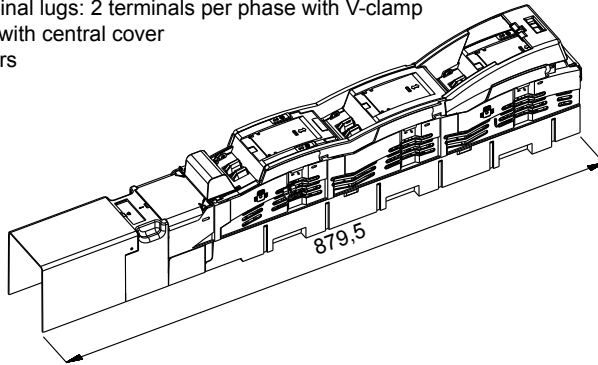 inal lugs: 2 terminals per phase with V-clamp
with central cover
rs
879,5